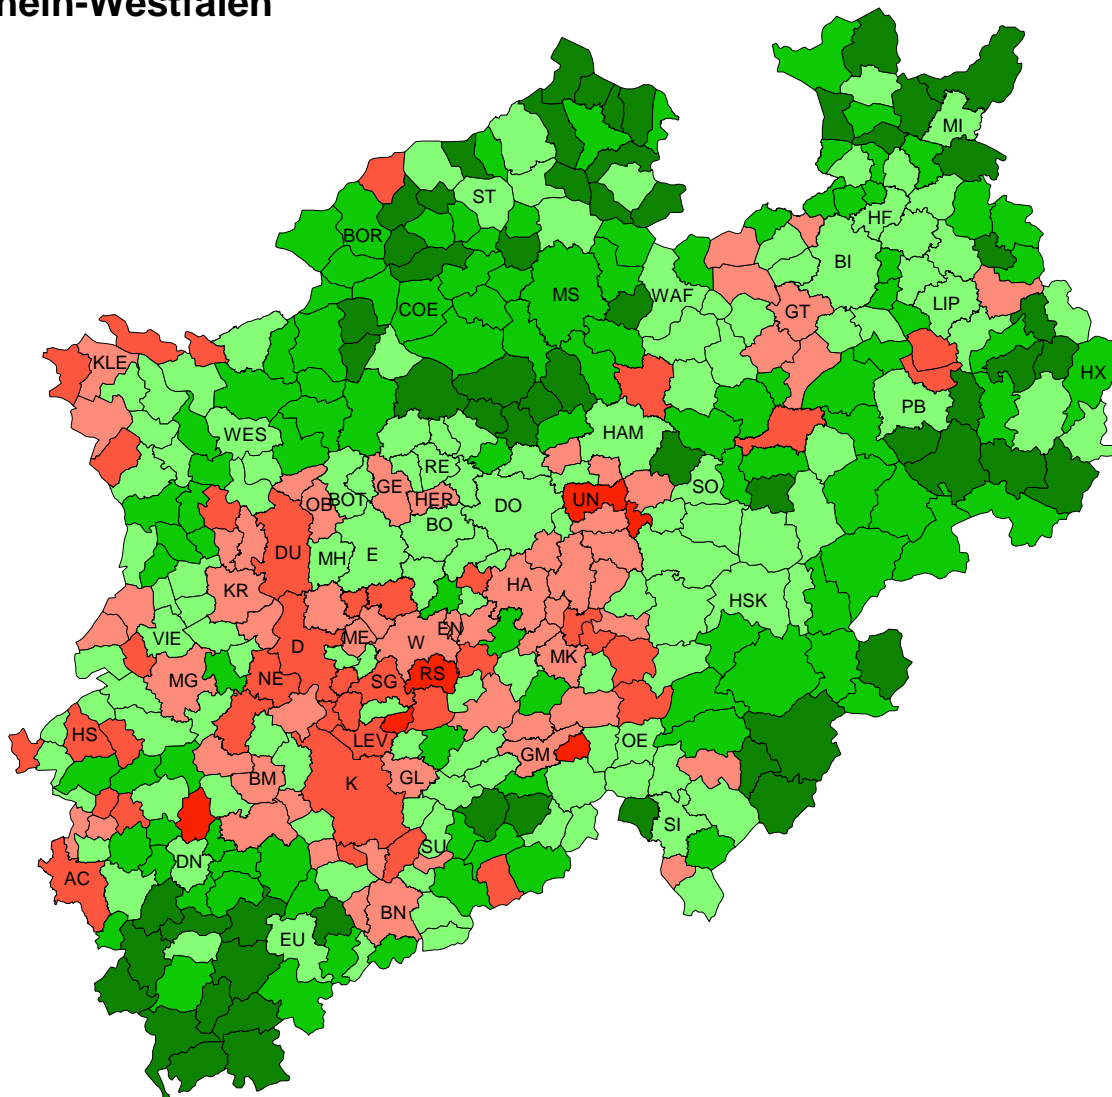 hein-Westfalen
MI
ST
HF
BOR
BI
MS
WAF
LIP
COE
GT
KLE
HX
PB
WES
HAM
RE
GE
BOT
OB
HER
SO
UN
DO
BO
DU
MH
E
HA
KR
HSK
EN
ME
VIE
W
D
MK
RS
NE
MG
SG
HS
LEV
OE
GM
BM
GL
K
SI
SU
DN
AC
BN
EU